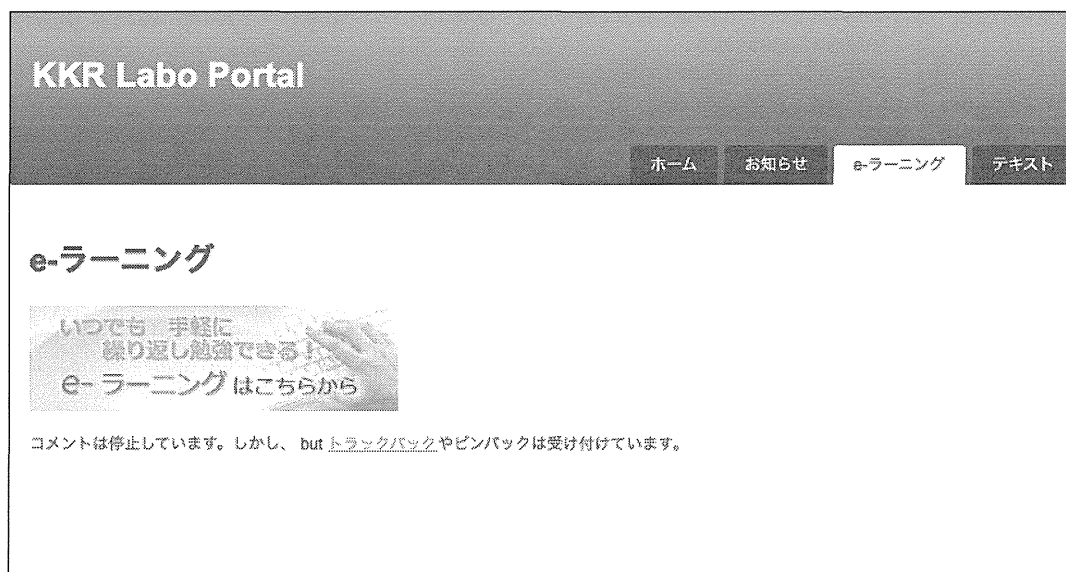 KKR Labo Portal
ホーム お知らせ e-ラーニング テキスト
e-ラーニング
いつでも 手軽に
繰り返し勉強できる!
e-ラーニングはこちらから
コメントは停止しています。しかし、 but トラックバックやピンバックは受け付けています。